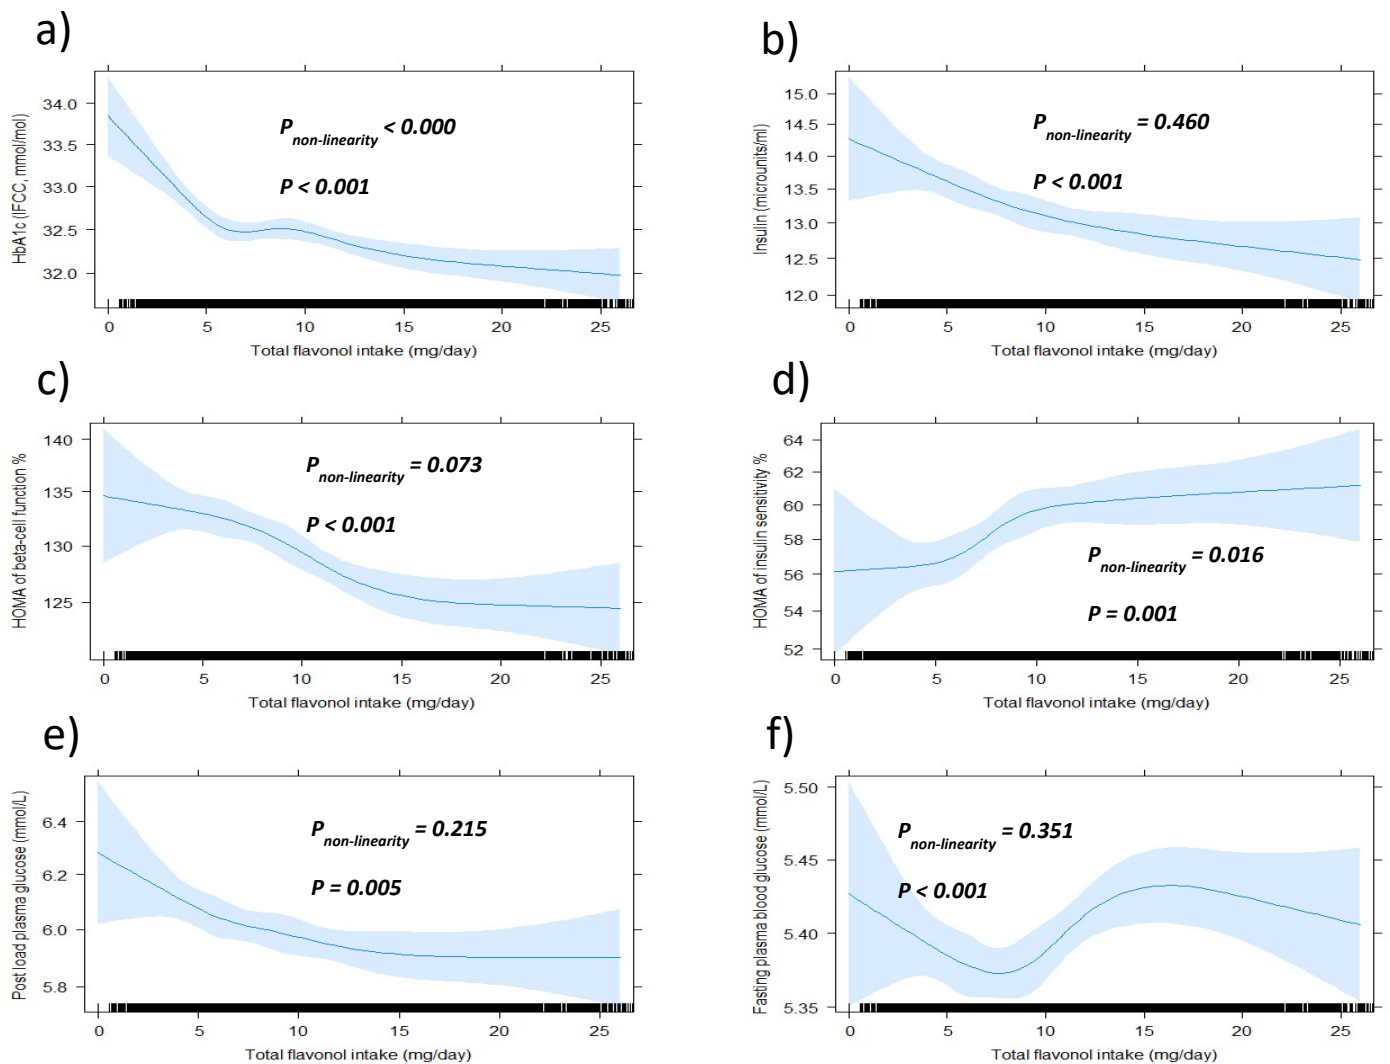 a)
HbA1c (IFCC, mmol/mol)
34.0
33.5
33.0
32.5
32.0
P non-linearity < 0.000
P < 0.001
0 5 10 15 20 25
Total flavonol intake (mg/day)
b)
Insulin (microunits/ml)
15.0
14.5
14.0
13.5
13.0
12.5
12.0
P non-linearity = 0.460
P < 0.001
0 5 10 15 20 25
Total flavonol intake (mg/day)
c)
HOMA of beta-cell function %
140
135
130
125
P non-linearity = 0.073
P < 0.001
0 5 10 15 20 25
Total flavonol intake (mg/day)
d)
HOMA of insulin sensitivity %
64
62
60
58
56
54
52
P non-linearity = 0.016
P = 0.001
0 5 10 15 20 25
Total flavonol intake (mg/day)
e)
Post load plasma glucose (mmol/L)
6.4
6.2
6.0
5.8
P non-linearity = 0.215
P = 0.005
0 5 10 15 20 25
Total flavonol intake (mg/day)
f)
Fasting plasma blood glucose (mmol/L)
5.50
5.45
5.40
5.35
P non-linearity = 0.351
P < 0.001
0 5 10 15 20 25
Total flavonol intake (mg/day)